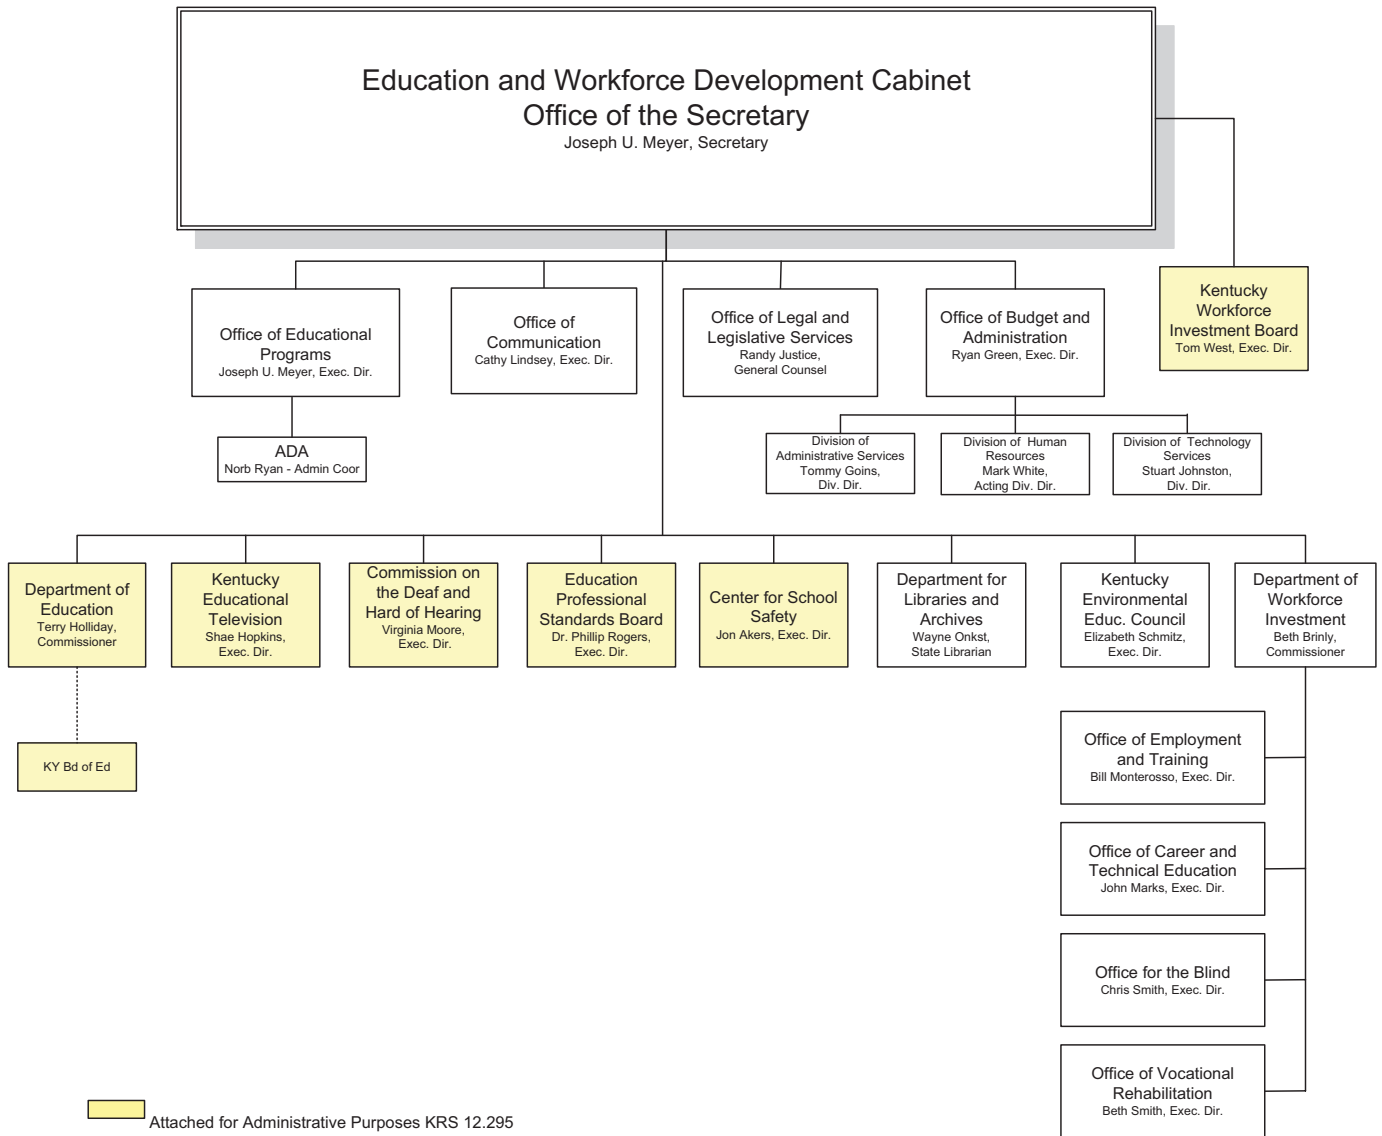 Education and Workforce Development Cabinet
Office of the Secretary
Joseph U. Meyer, Secretary
Kentucky
Workforce
Investment Board
Tom West, Exec. Dir.
Office of Educational
Programs
Joseph U. Meyer, Exec. Dir.
Office of
Communication
Cathy Lindsey, Exec. Dir.
Office of Legal and
Legislative Services
Randy Justice,
General Counsel
Office of Budget and
Administration
Ryan Green, Exec. Dir.
ADA
Norb Ryan - Admin Coor
Division of
Administrative Services
Tommy Goins,
Div. Dir.
Division of Human
Resources
Mark White,
Acting Div. Dir.
Division of Technology
Services
Stuart Johnston,
Div. Dir.
Department of
Education
Terry Holliday,
Commissioner
Kentucky
Educational
Television
Shae Hopkins,
Exec. Dir.
Commission on
the Deaf and
Hard of Hearing
Virginia Moore,
Exec. Dir.
Education
Professional
Standards Board
Dr. Phillip Rogers,
Exec. Dir.
Center for School
Safety
Jon Akers, Exec. Dir.
Department for
Libraries and
Archives
Wayne Onkst,
State Librarian
Kentucky
Environmental
Educ. Council
Elizabeth Schmitz,
Exec. Dir.
Department of
Workforce
Investment
Beth Brinly,
Commissioner
KY Bd of Ed
Office of Employment
and Training
Bill Monterosso, Exec. Dir.
Office of Career and
Technical Education
John Marks, Exec. Dir.
Office for the Blind
Chris Smith, Exec. Dir.
Office of Vocational
Rehabilitation
Beth Smith, Exec. Dir.
Attached for Administrative Purposes KRS 12.295